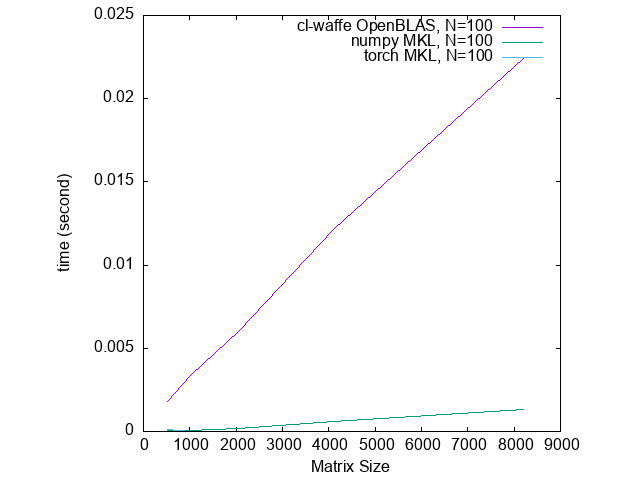 cl-waffe OpenBLAS, N=100
numpy MKL, N=100
torch MKL, N=100
0.025
0.02
0.015
0.01
0.005
0
time (second)
0 1000 2000 3000 4000 5000 6000 7000 8000 9000
Matrix Size